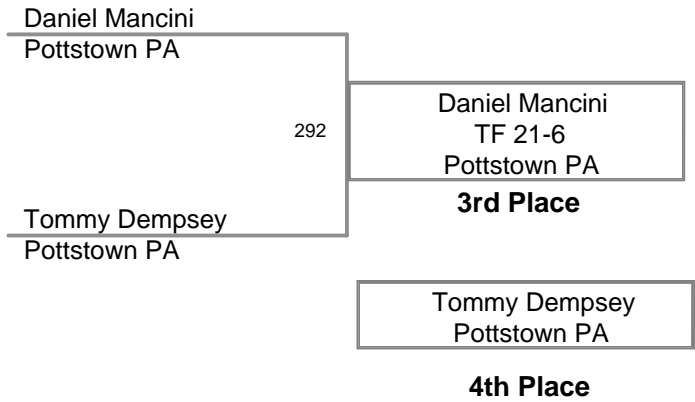 Daniel Mancini
Pottstown PA
292
Daniel Mancini
TF 21-6
Pottstown PA
3rd Place
Tommy Dempsey
Pottstown PA
Tommy Dempsey
Pottstown PA
4th Place